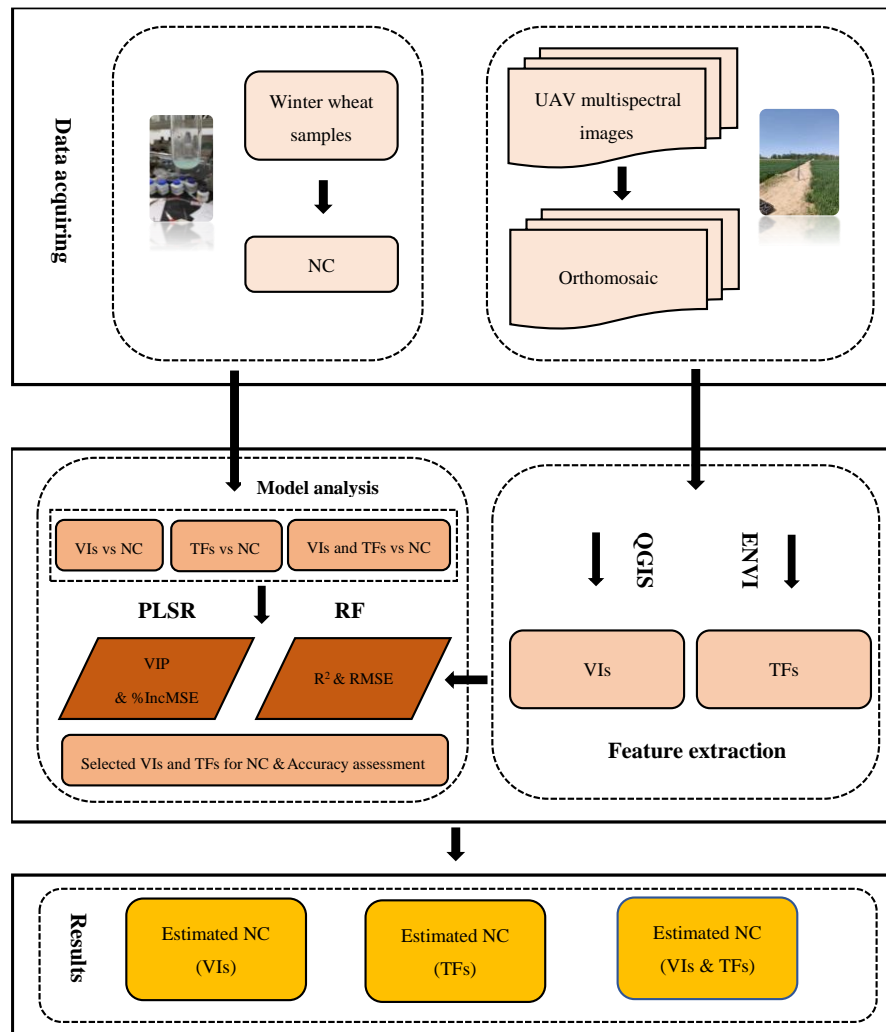 Data acquiring
Winter wheat
samples
NC
UAV multispectral
images
Orthomosaic
Model analysis
VIs vs NC
TFs vs NC
VIs and TFs vs NC
PLSR
RF
VIP
& %IncMSE
R² & RMSE
Selected VIs and TFs for NC & Accuracy assessment
QGIS
ENVI
VIs
TFs
Feature extraction
Results
Estimated NC
(VIs)
Estimated NC
(TFs)
Estimated NC
(VIs & TFs)